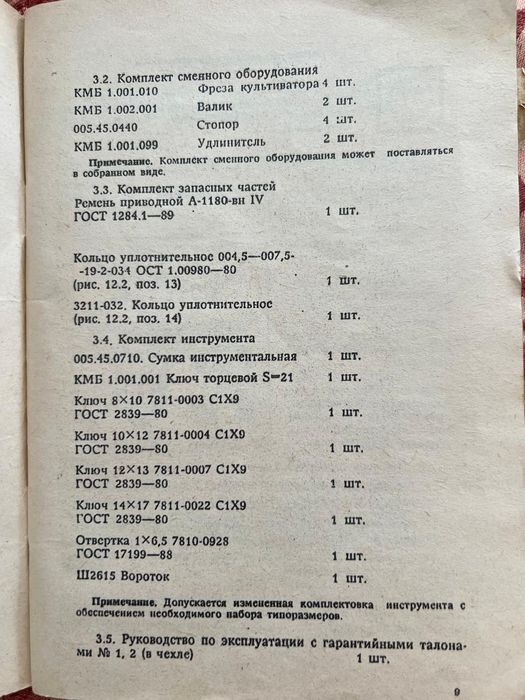 3.2. Комплект сменного оборудования
КМБ 1.001.010 Фреза культиватора 4 шт.
КМБ 1.002.001 Валик 2 шт.
005.45.0440 Стопор 4 шт.
КМБ 1.001.099 Удлинитель 2 шт.
Примечание. Комплект сменного оборудования может поставляться
в собранном виде.
3.3. Комплект запасных частей
Ремень приводной А-1180-вн IV
ГОСТ 1284.1—89 1 шт.
Кольцо уплотнительное 004,5—007,5-
-19-2-034 ОСТ 1.00980—80
(рис. 12.2, поз. 13) 1 шт.
3211-032. Кольцо уплотнительное
(рис. 12.2, поз. 14) 1 шт.
3.4. Комплект инструмента
005.45.0710. Сумка инструментальная 1 шт.
КМБ 1.001.001 Ключ торцевой S=21 1 шт.
Ключ 8×10 7811-0003 С1Х9
ГОСТ 2839—80 1 шт.
Ключ 10×12 7811-0004 С1Х9
ГОСТ 2839—80 1 шт.
Ключ 12×13 7811-0007 С1Х9
ГОСТ 2839—80 1 шт.
Ключ 14×17 7811-0022 С1Х9
ГОСТ 2839—80 1 шт.
Отвертка 1×6,5 7810-0928
ГОСТ 17199—88 1 шт.
Ш2615 Вороток 1 шт.
Примечание. Допускается измененная комплектовка инструмента с
обеспечением необходимого набора типоразмеров.
3.5. Руководство по эксплуатации с гарантийными талона-
ми № 1, 2 (в чехле) 1 шт.
9